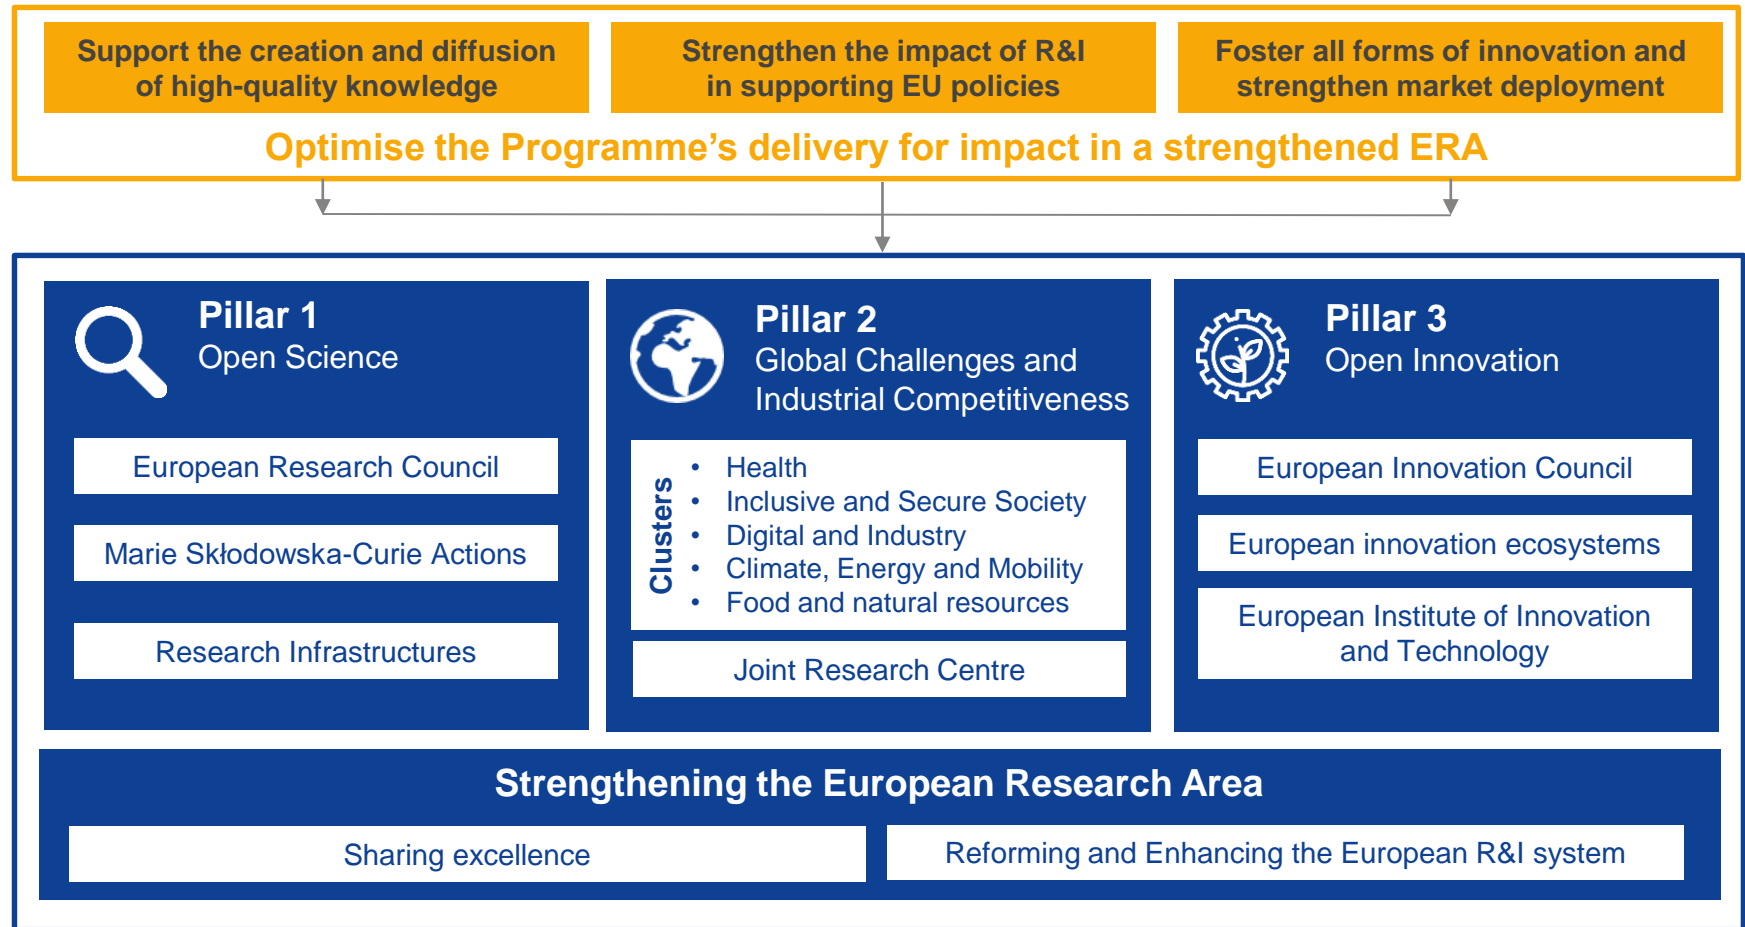 Support the creation and diffusion
of high-quality knowledge
Strengthen the impact of R&I
in supporting EU policies
Foster all forms of innovation and
strengthen market deployment
Optimise the Programme’s delivery for impact in a strengthened ERA
Pillar 1
Open Science
European Research Council
Marie Skłodowska-Curie Actions
Research Infrastructures
Pillar 2
Global Challenges and
Industrial Competitiveness
Clusters
• Health
• Inclusive and Secure Society
• Digital and Industry
• Climate, Energy and Mobility
• Food and natural resources
Joint Research Centre
Pillar 3
Open Innovation
European Innovation Council
European innovation ecosystems
European Institute of Innovation
and Technology
Strengthening the European Research Area
Sharing excellence
Reforming and Enhancing the European R&I system